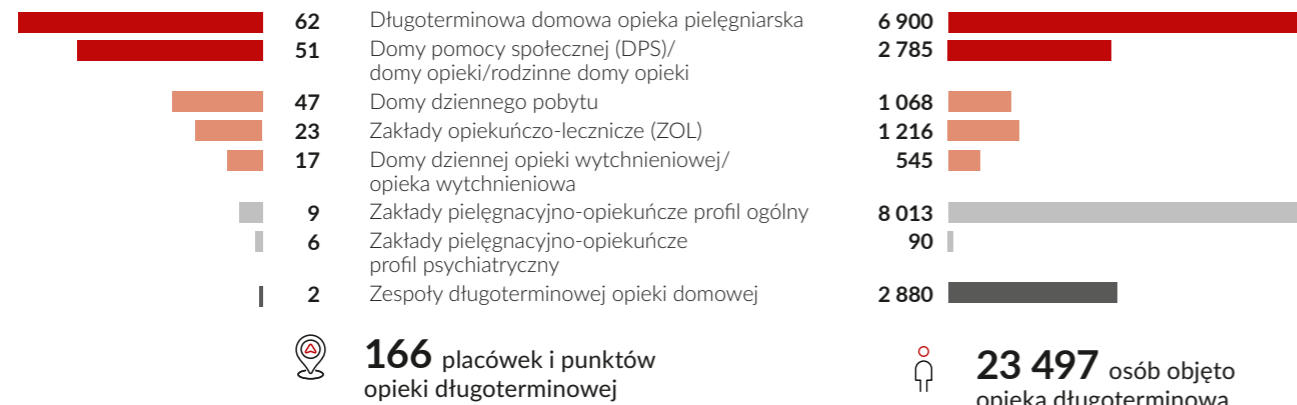 62 Długoterminowa domowa opieka pielęgniarska 6 900
51 Domy pomocy społecznej (DPS)/ 2 785
domy opieki/rodzinne domy opieki
47 Domy dziennego pobytu 1 068
23 Zakłady opiekuńczo-lecznicze (ZOL) 1 216
17 Domy dziennej opieki wytchnieniowej/ 545
opieka wytchnieniowa
9 Zakłady pielęgnacyjno-opiekuńcze profil ogólny 8 013
6 Zakłady pielęgnacyjno-opiekuńcze 90
profil psychiatryczny
2 Zespoły długoterminowej opieki domowej 2 880
166 placówek i punktów
opieki długoterminowej
23 497 osób objęto
opieką długoterminową